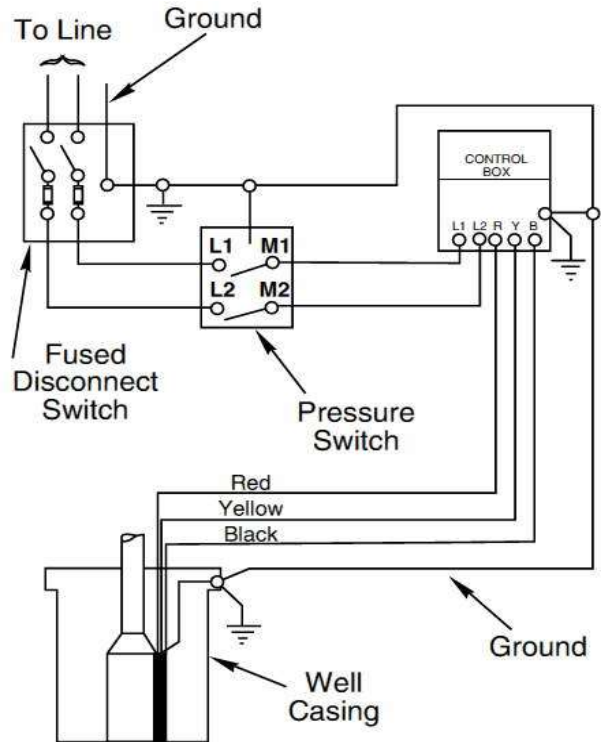 To Line
Ground
CONTROL
BOX
L1 L2 R Y B
L1 M1
L2 M2
Fused
Disconnect
Switch
Pressure
Switch
Red
Yellow
Black
Ground
Well
Casing